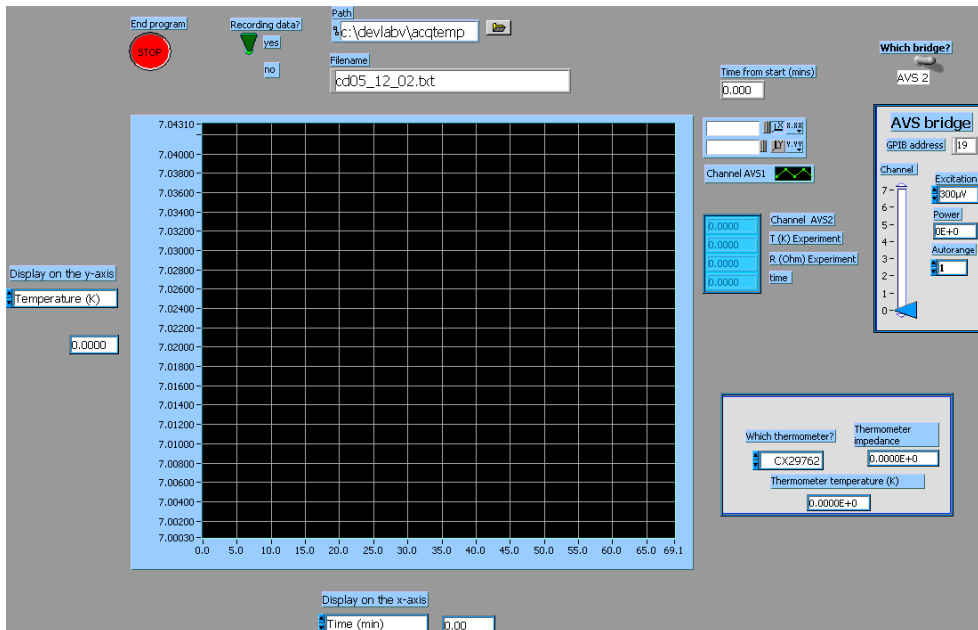 End program
STOP
Recording data?
yes
no
Path
c:\devlabv\acqtemp
Filename
cd05_12_02.txt
Time from start (mins)
0.000
Which bridge?
AVS 2
AVS bridge
GPIB address 19
Channel
7
6
5
4
3
2
1
0
Excitation
300µV
Power
0E+0
Autorange
1
X.XX
Y.YY
Channel AVS1
0.0000 Channel AVS2
0.0000 T (K) Experiment
0.0000 R (Ohm) Experiment
0.0000 time
Display on the y-axis
Temperature (K)
0.0000
7.04310
7.04000
7.03800
7.03600
7.03400
7.03200
7.03000
7.02800
7.02600
7.02400
7.02200
7.02000
7.01800
7.01600
7.01400
7.01200
7.01000
7.00800
7.00600
7.00400
7.00200
7.00030
0.0 5.0 10.0 15.0 20.0 25.0 30.0 35.0 40.0 45.0 50.0 55.0 60.0 65.0 69.1
Which thermometer?
CX29762
Thermometer
impedance
0.0000E+0
Thermometer temperature (K)
0.0000E+0
Display on the x-axis
Time (min) 0.00